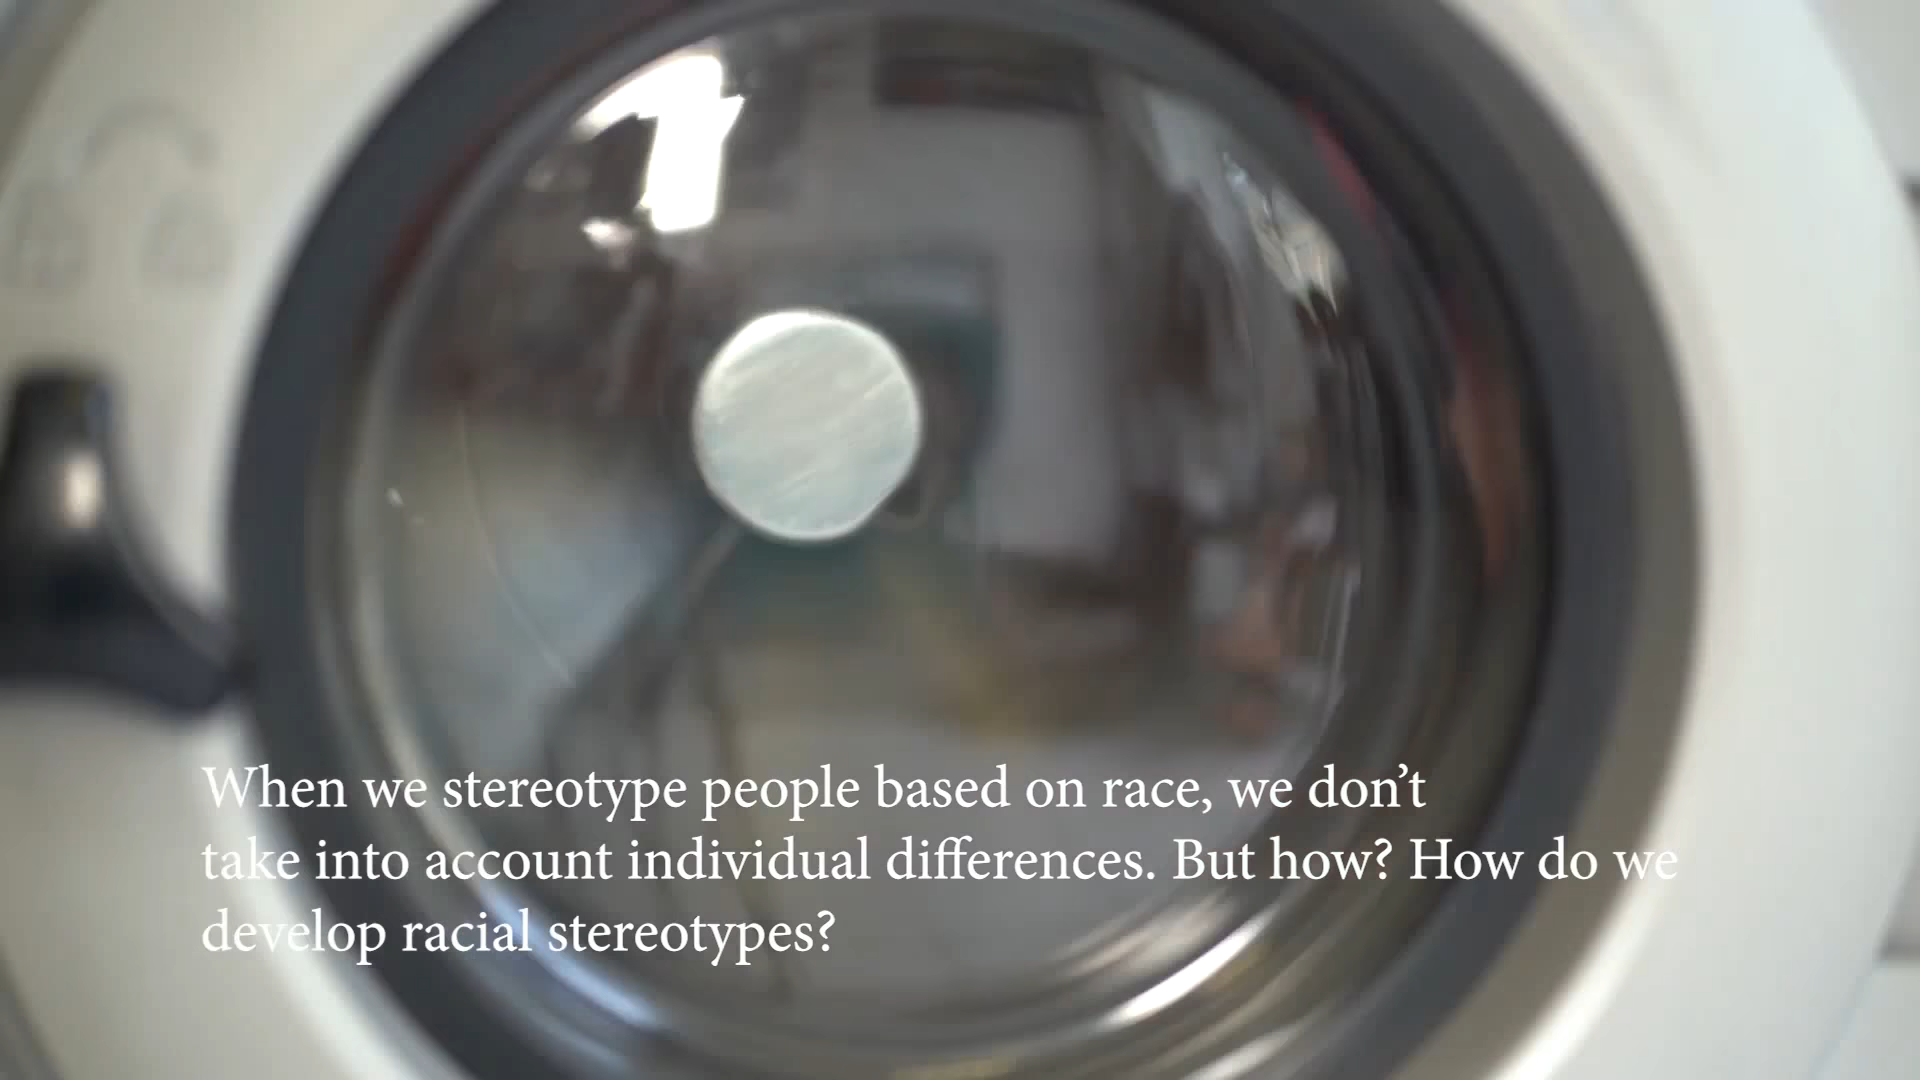 When we stereotype people based on race, we don’t
take into account individual differences. But how? How do we
develop racial stereotypes?